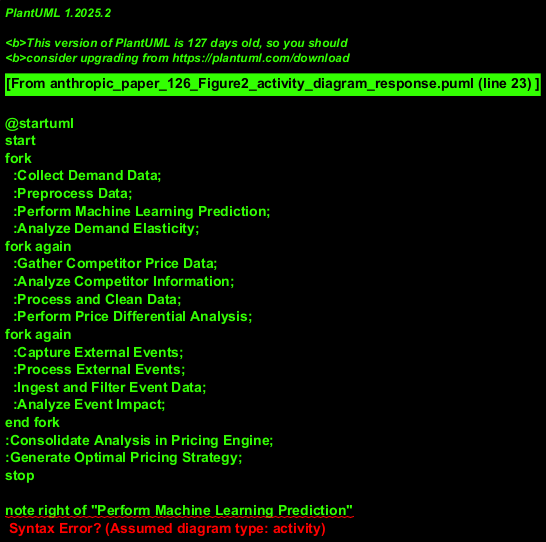 PlantUML 1.2025.2
<b>This version of PlantUML is 127 days old, so you should
<b>consider upgrading from https://plantuml.com/download
[From anthropic_paper_126_Figure2_activity_diagram_response.puml (line 23) ]
@startuml
start
fork
:Collect Demand Data;
:Preprocess Data;
:Perform Machine Learning Prediction;
:Analyze Demand Elasticity;
fork again
:Gather Competitor Price Data;
:Analyze Competitor Information;
:Process and Clean Data;
:Perform Price Differential Analysis;
fork again
:Capture External Events;
:Process External Events;
:Ingest and Filter Event Data;
:Analyze Event Impact;
end fork
:Consolidate Analysis in Pricing Engine;
:Generate Optimal Pricing Strategy;
stop
note right of "Perform Machine Learning Prediction"
Syntax Error? (Assumed diagram type: activity)